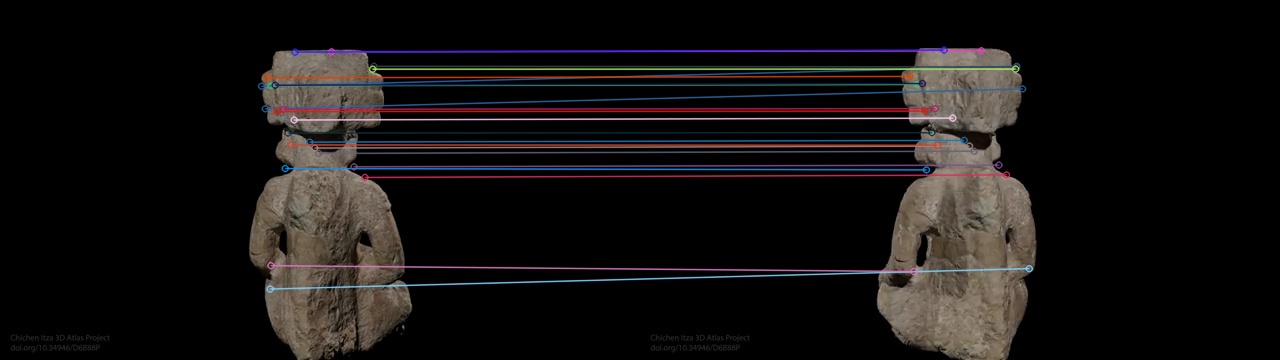 Chichen Itza 3D Atlas Project
doi.org/10.34946/D6B88P
Chichen Itza 3D Atlas Project
doi.org/10.34946/D6B88P